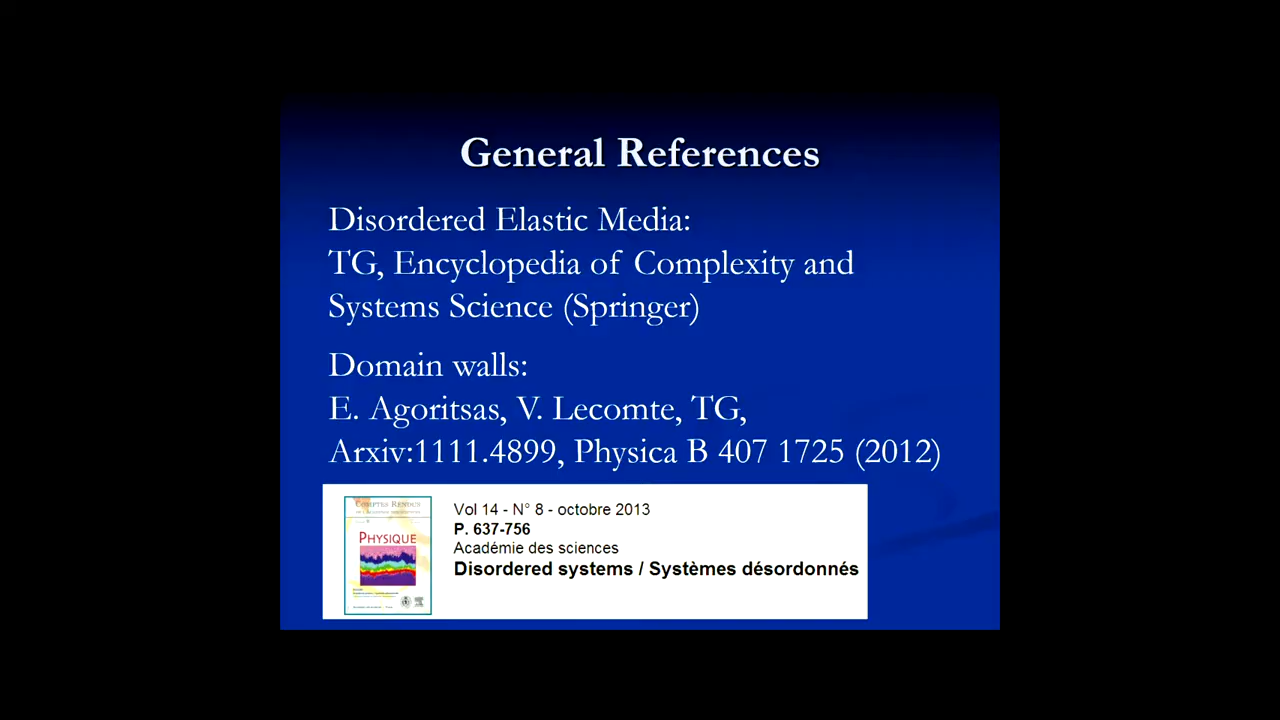 General References
Disordered Elastic Media:
TG, Encyclopedia of Complexity and
Systems Science (Springer)
Domain walls:
E. Agoritsas, V. Lecomte, TG,
Arxiv:1111.4899, Physica B 407 1725 (2012)
COMPTES RENDUS
PHYSIQUE
Vol 14 - N° 8 - octobre 2013
P. 637-756
Académie des sciences
Disordered systems / Systèmes désordonnés